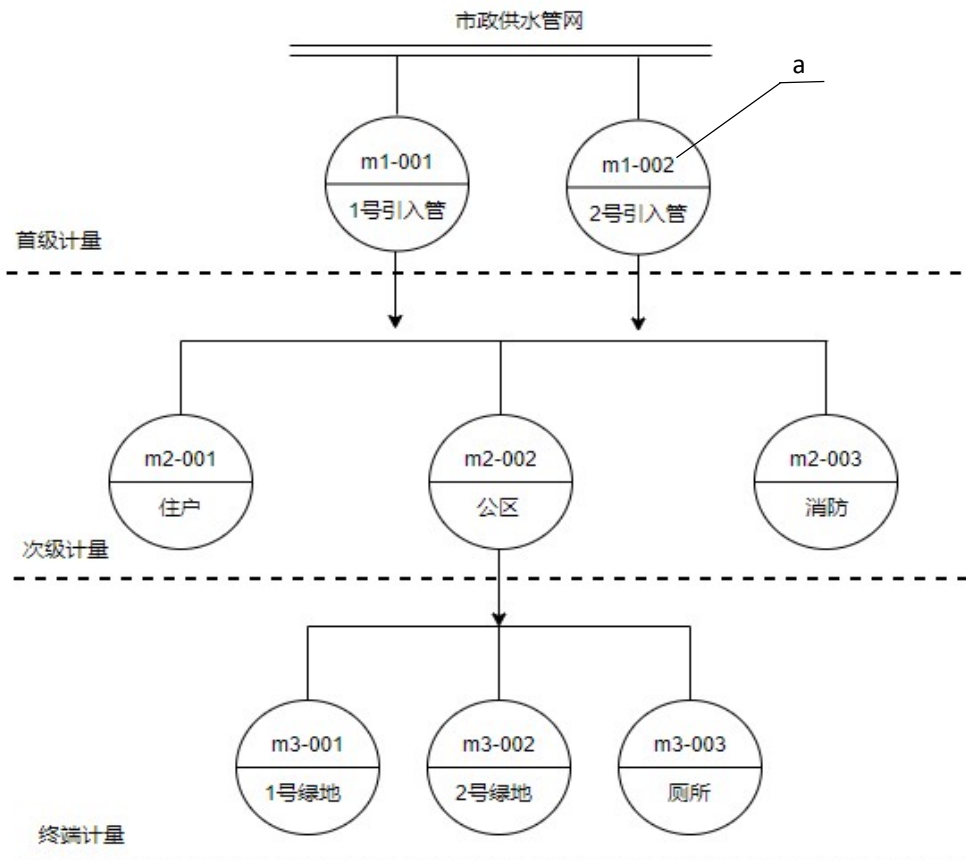 市政供水管网
a
m1-001
1号引入管
m1-002
2号引入管
首级计量
m2-001
住户
m2-002
公区
m2-003
消防
次级计量
m3-001
1号绿地
m3-002
2号绿地
m3-003
厕所
终端计量